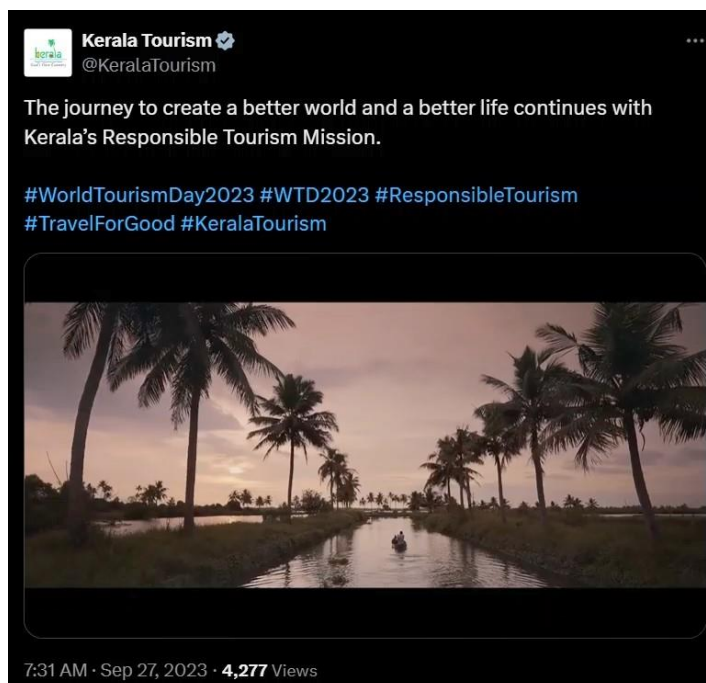 kerala
Kerala Tourism
@KeralaTourism
The journey to create a better world and a better life continues with
Kerala’s Responsible Tourism Mission.
#WorldTourismDay2023 #WTD2023 #ResponsibleTourism
#TravelForGood #KeralaTourism
7:31 AM · Sep 27, 2023 · 4,277 Views